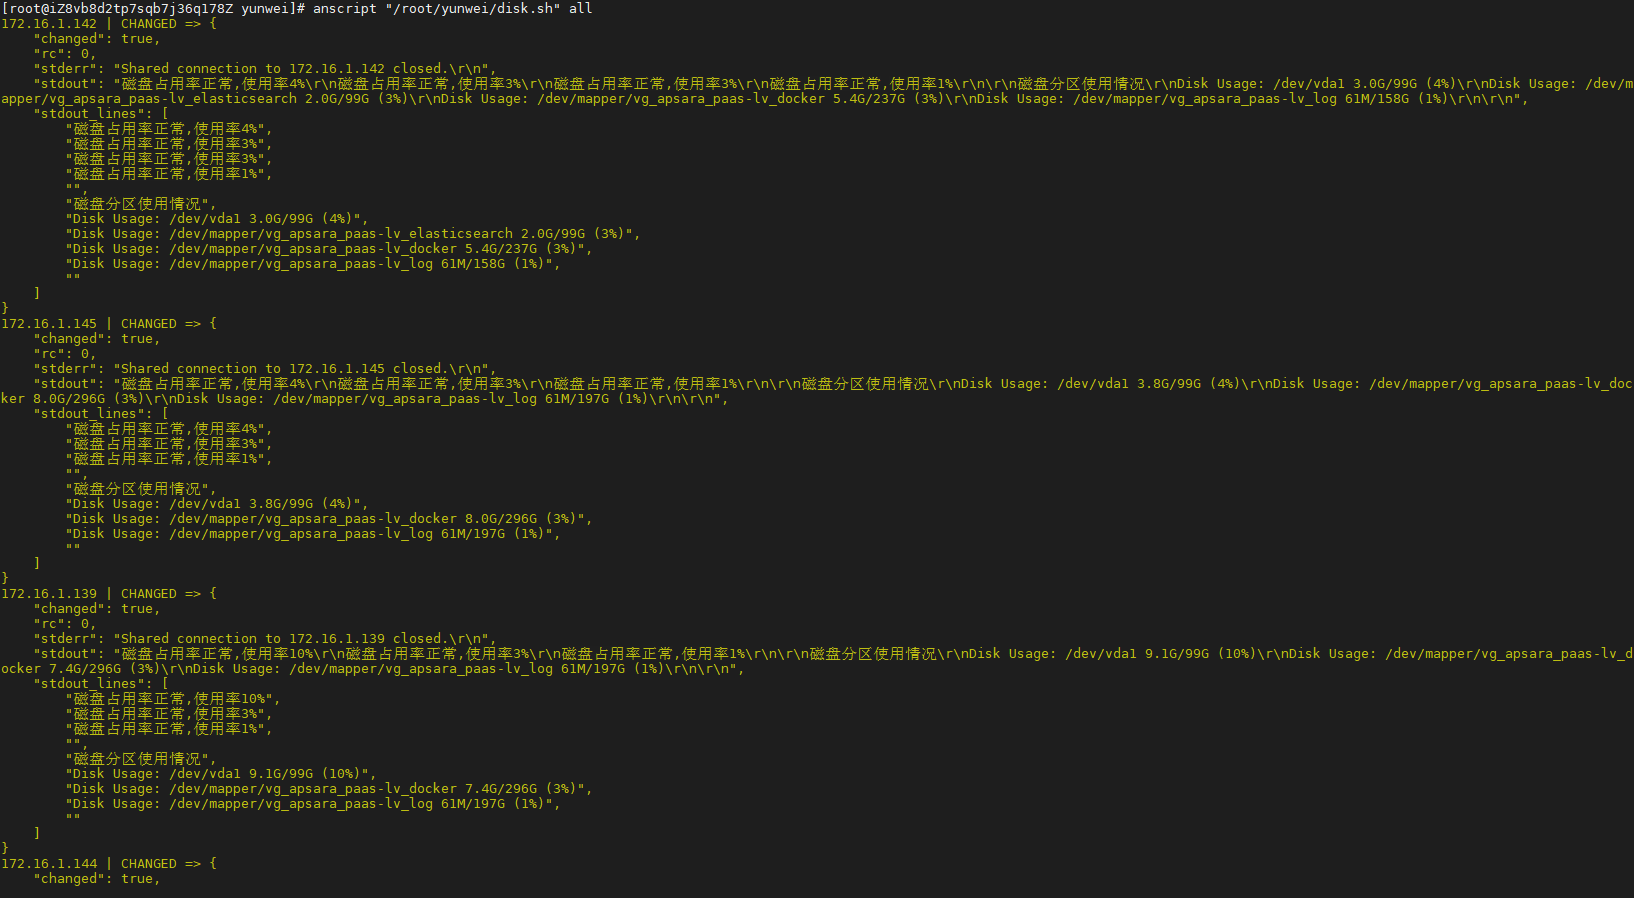 [root@iZ8vb8d2tp7sqb7j36q178Z yunwei]# anscript "/root/yunwei/disk.sh" all
172.16.1.142 | CHANGED => {
    "changed": true,
    "rc": 0,
    "stderr": "Shared connection to 172.16.1.142 closed.\r\n",
    "stdout": "磁盘占用率正常,使用率4%\r\n磁盘占用率正常,使用率3%\r\n磁盘占用率正常,使用率3%\r\n磁盘占用率正常,使用率1%\r\n\r\n磁盘分区使用情况\r\nDisk Usage: /dev/vda1 3.0G/99G (4%)\r\nDisk Usage: /dev/m
apper/vg_apsara_paas-lv_elasticsearch 2.0G/99G (3%)\r\nDisk Usage: /dev/mapper/vg_apsara_paas-lv_docker 5.4G/237G (3%)\r\nDisk Usage: /dev/mapper/vg_apsara_paas-lv_log 61M/158G (1%)\r\n\r\n",
    "stdout_lines": [
        "磁盘占用率正常,使用率4%",
        "磁盘占用率正常,使用率3%",
        "磁盘占用率正常,使用率3%",
        "磁盘占用率正常,使用率1%",
        "",
        "磁盘分区使用情况",
        "Disk Usage: /dev/vda1 3.0G/99G (4%)",
        "Disk Usage: /dev/mapper/vg_apsara_paas-lv_elasticsearch 2.0G/99G (3%)",
        "Disk Usage: /dev/mapper/vg_apsara_paas-lv_docker 5.4G/237G (3%)",
        "Disk Usage: /dev/mapper/vg_apsara_paas-lv_log 61M/158G (1%)",
        ""
    ]
}
172.16.1.145 | CHANGED => {
    "changed": true,
    "rc": 0,
    "stderr": "Shared connection to 172.16.1.145 closed.\r\n",
    "stdout": "磁盘占用率正常,使用率4%\r\n磁盘占用率正常,使用率3%\r\n磁盘占用率正常,使用率1%\r\n\r\n磁盘分区使用情况\r\nDisk Usage: /dev/vda1 3.8G/99G (4%)\r\nDisk Usage: /dev/mapper/vg_apsara_paas-lv_doc
ker 8.0G/296G (3%)\r\nDisk Usage: /dev/mapper/vg_apsara_paas-lv_log 61M/197G (1%)\r\n\r\n",
    "stdout_lines": [
        "磁盘占用率正常,使用率4%",
        "磁盘占用率正常,使用率3%",
        "磁盘占用率正常,使用率1%",
        "",
        "磁盘分区使用情况",
        "Disk Usage: /dev/vda1 3.8G/99G (4%)",
        "Disk Usage: /dev/mapper/vg_apsara_paas-lv_docker 8.0G/296G (3%)",
        "Disk Usage: /dev/mapper/vg_apsara_paas-lv_log 61M/197G (1%)",
        ""
    ]
}
172.16.1.139 | CHANGED => {
    "changed": true,
    "rc": 0,
    "stderr": "Shared connection to 172.16.1.139 closed.\r\n",
    "stdout": "磁盘占用率正常,使用率10%\r\n磁盘占用率正常,使用率3%\r\n磁盘占用率正常,使用率1%\r\n\r\n磁盘分区使用情况\r\nDisk Usage: /dev/vda1 9.1G/99G (10%)\r\nDisk Usage: /dev/mapper/vg_apsara_paas-lv_d
ocker 7.4G/296G (3%)\r\nDisk Usage: /dev/mapper/vg_apsara_paas-lv_log 61M/197G (1%)\r\n\r\n",
    "stdout_lines": [
        "磁盘占用率正常,使用率10%",
        "磁盘占用率正常,使用率3%",
        "磁盘占用率正常,使用率1%",
        "",
        "磁盘分区使用情况",
        "Disk Usage: /dev/vda1 9.1G/99G (10%)",
        "Disk Usage: /dev/mapper/vg_apsara_paas-lv_docker 7.4G/296G (3%)",
        "Disk Usage: /dev/mapper/vg_apsara_paas-lv_log 61M/197G (1%)",
        ""
    ]
}
172.16.1.144 | CHANGED => {
    "changed": true,